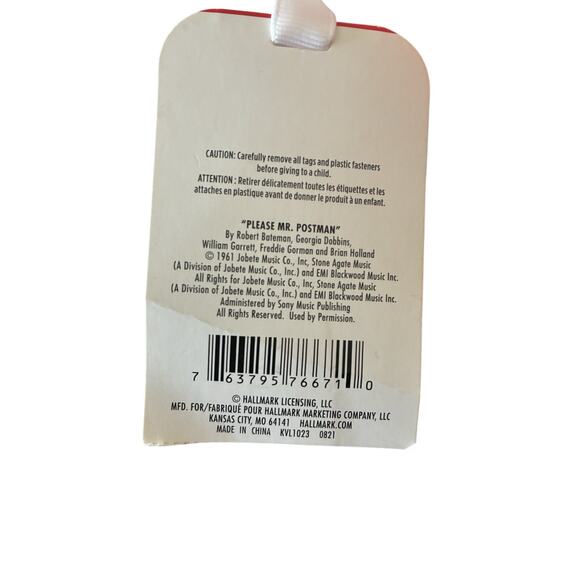 CAUTION: Carefully remove all tags and plastic fasteners
before giving to a child.
ATTENTION : Retirer délicatement toutes les étiquettes et les
attaches en plastique avant de donner le produit à un enfant.
"PLEASE MR. POSTMAN"
By Robert Bateman, Georgia Dobbins,
William Garrett, Freddie Gorman and Brian Holland
© 1961 Jobete Music Co., Inc, Stone Agate Music
(A Division of Jobete Music Co., Inc.) and EMI Blackwood Music Inc.
All Rights for Jobete Music Co., Inc, Stone Agate Music
(A Division of Jobete Music Co., Inc.) and EMI Blackwood Music Inc.
Administered by Sony Music Publishing
All Rights Reserved. Used by Permission.
7 63795 76671 0
© HALLMARK LICENSING, LLC
MFD. FOR/FABRIQUÉ POUR HALLMARK MARKETING COMPANY, LLC
KANSAS CITY, MO 64141 HALLMARK.COM
MADE IN CHINA KVL1023 0821